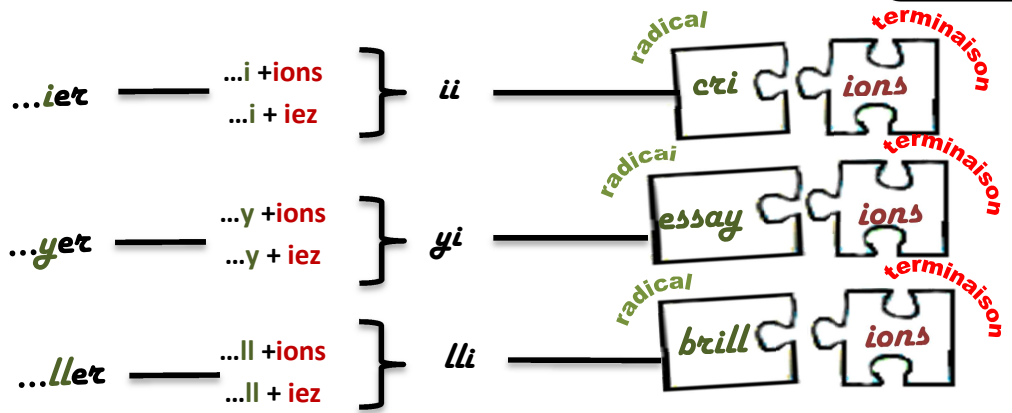 radical
terminaison
...ier
...i +ions
...i + iez
ii
cri
ions
radical
terminaison
...yer
...y +ions
...y + iez
yi
essay
ions
radical
terminaison
...ller
...ll +ions
...ll + iez
lli
brill
ions